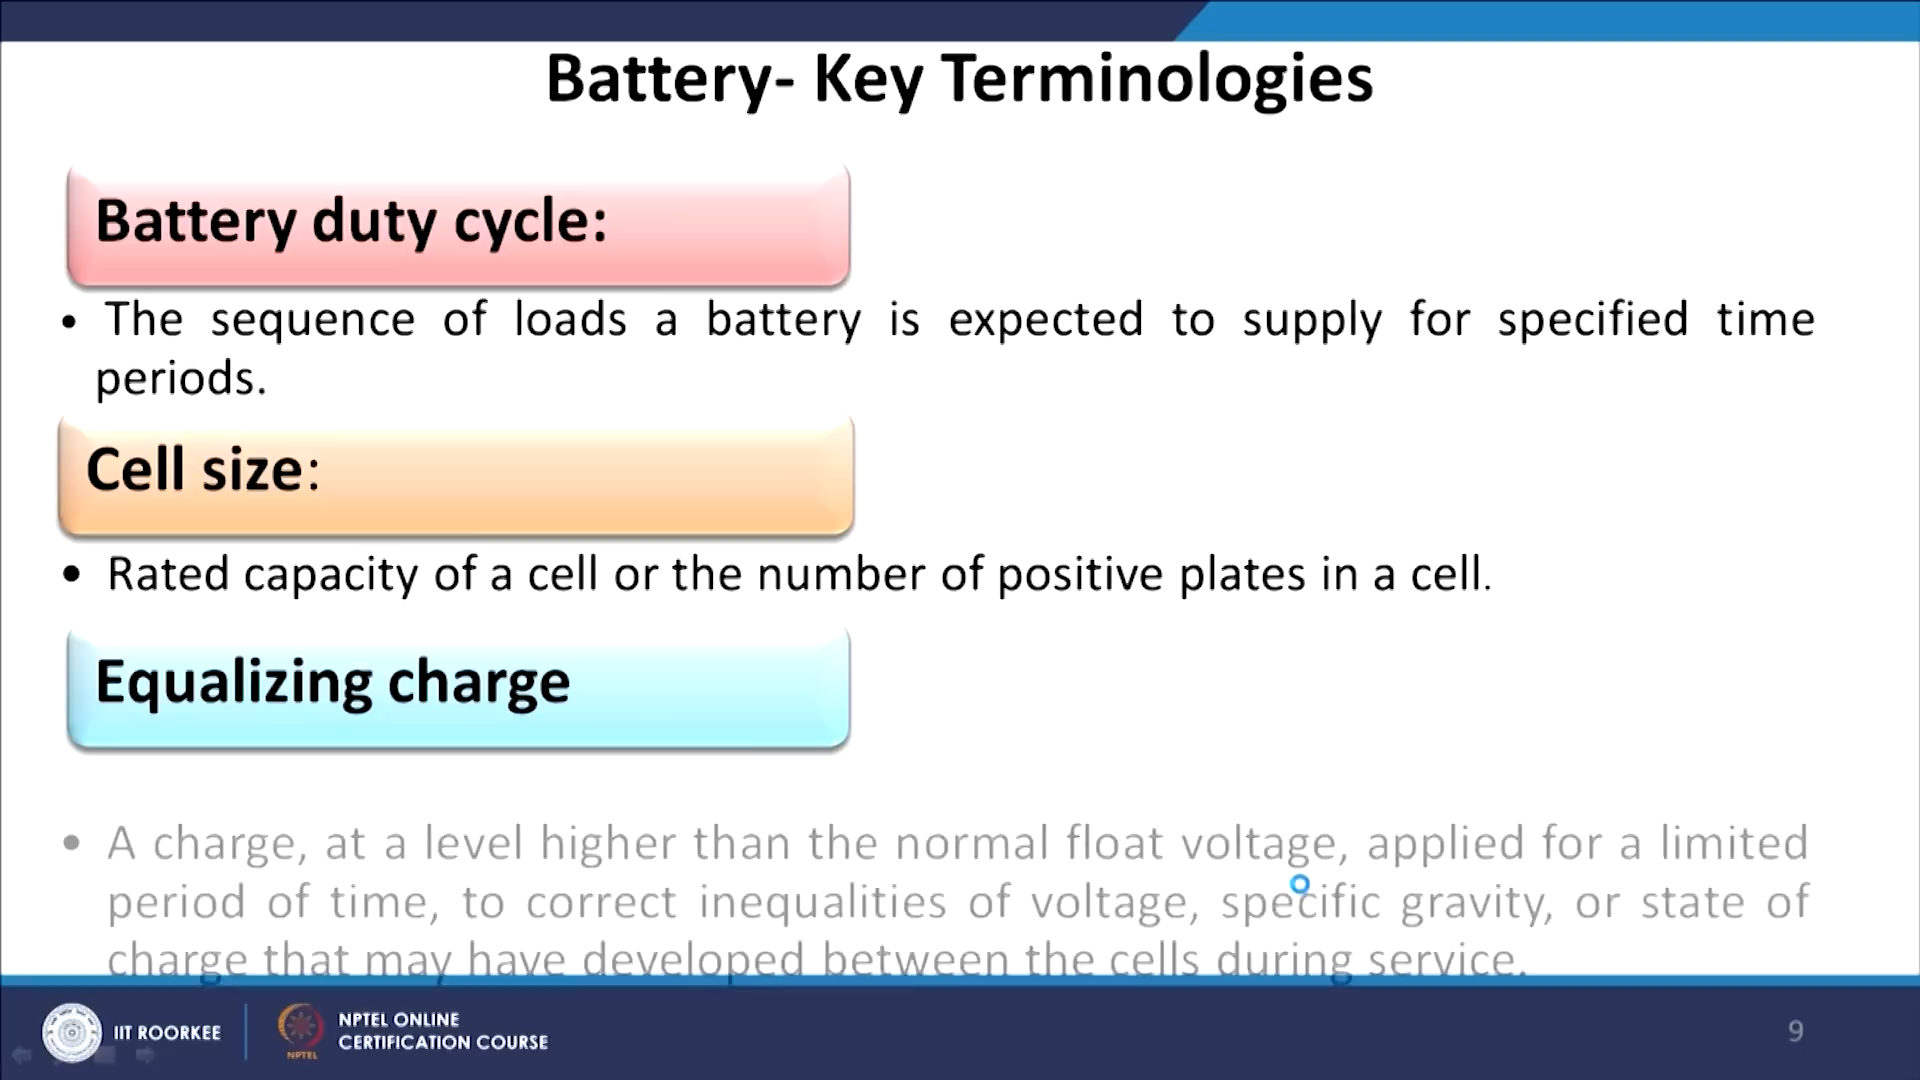 Battery- Key Terminologies
Battery duty cycle:
• The sequence of loads a battery is expected to supply for specified time
periods.
Cell size:
• Rated capacity of a cell or the number of positive plates in a cell.
Equalizing charge
• A charge, at a level higher than the normal float voltage, applied for a limited
period of time, to correct inequalities of voltage, specific gravity, or state of
charge that may have developed between the cells during service.
IIT ROORKEE
NPTEL
NPTEL ONLINE
CERTIFICATION COURSE
9